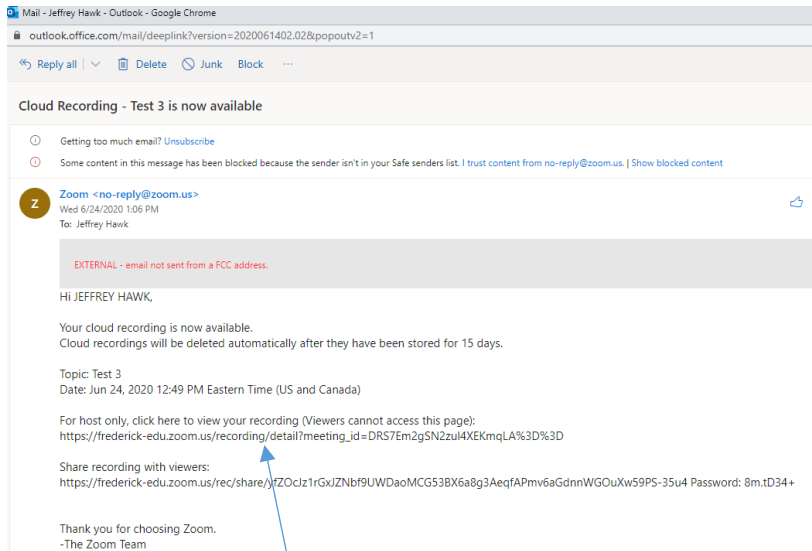 Mail - Jeffrey Hawk - Outlook - Google Chrome
outlook.office.com/mail/deeplink?version=2020061402.02&popoutv2=1
Reply all Delete Junk Block ...
Cloud Recording - Test 3 is now available
Getting too much email? Unsubscribe
Some content in this message has been blocked because the sender isn't in your Safe senders list. I trust content from no-reply@zoom.us. | Show blocked content
Z
Zoom <no-reply@zoom.us>
Wed 6/24/2020 1:06 PM
To: Jeffrey Hawk
EXTERNAL - email not sent from a FCC address.
Hi JEFFREY HAWK,
Your cloud recording is now available.
Cloud recordings will be deleted automatically after they have been stored for 15 days.
Topic: Test 3
Date: Jun 24, 2020 12:49 PM Eastern Time (US and Canada)
For host only, click here to view your recording (Viewers cannot access this page):
https://frederick-edu.zoom.us/recording/detail?meeting_id=DRS7Em2gSN2zul4XEKmqLA%3D%3D
Share recording with viewers:
https://frederick-edu.zoom.us/rec/share/yfZOcJz1rGxJZNbf9UWDaoMCG53BX6a8g3AeqfAPmv6aGdnnWGOuXw59PS-35u4 Password: 8m.tD34+
Thank you for choosing Zoom.
-The Zoom Team